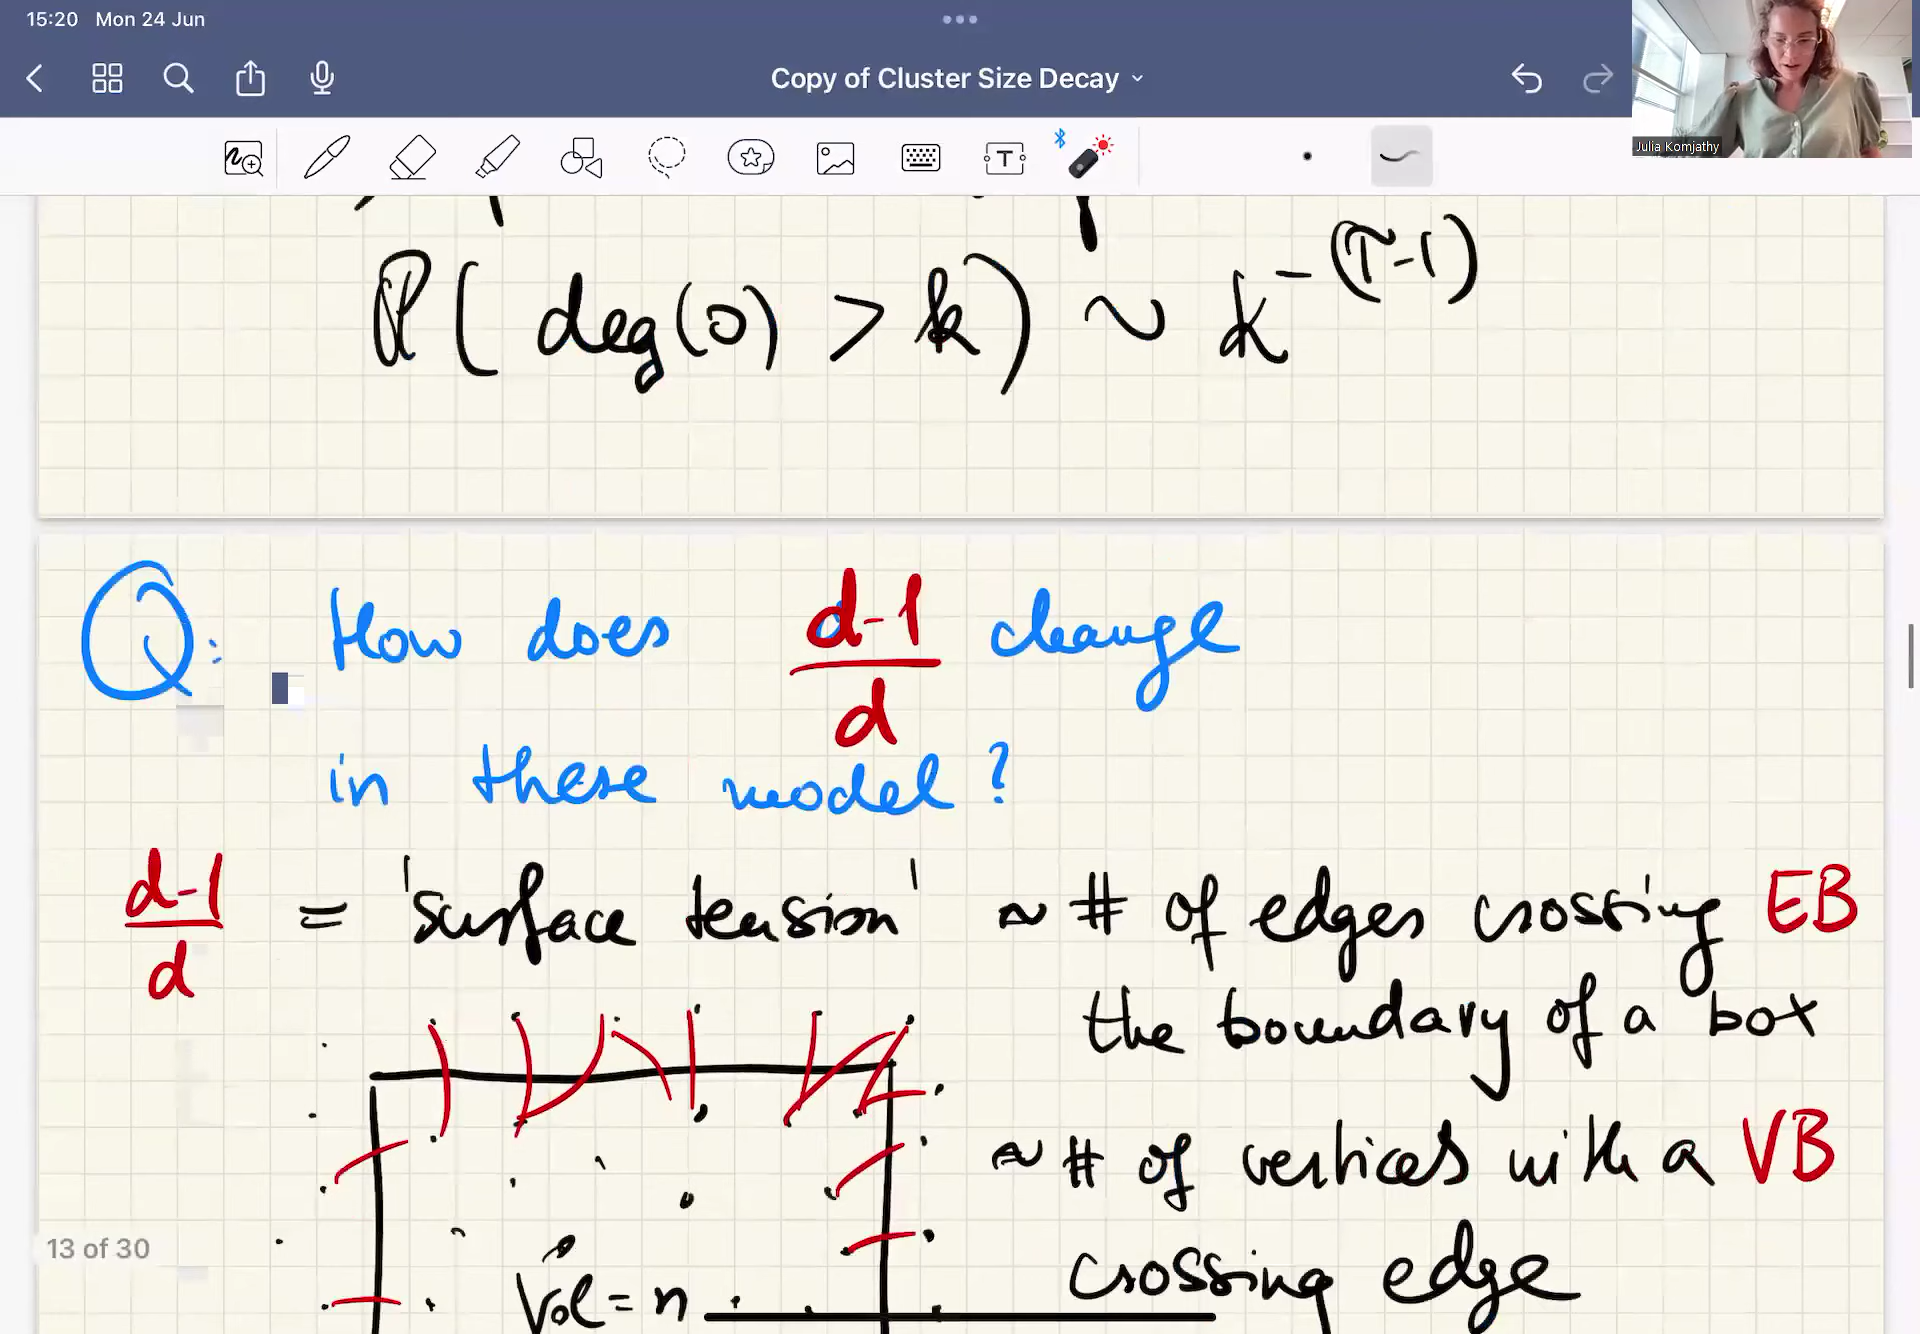 15:20 Mon 24 Jun
Copy of Cluster Size Decay
Julia Komjathy
P( deg(0) > k ) ~ k^-(τ-1)
Q: How does d-1/d change
in these model ?
d-1/d = 'surface tension' ~ # of edges crossing EB
the boundary of a box
~ # of vertices with a VB
crossing edge
Vol = n
13 of 30